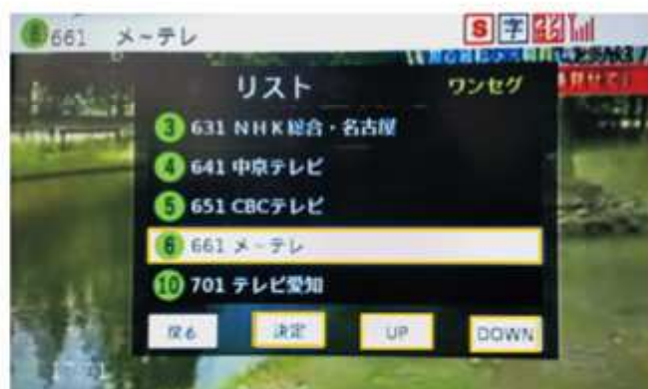 6 661 メ~テレ S 字
リスト ワンセグ
3 631 NHK総合・名古屋
4 641 中京テレビ
5 651 CBCテレビ
6 661 メ~テレ
10 701 テレビ愛知
戻る 決定 UP DOWN